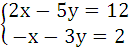 2x - 5y = 12
-x - 3y = 2